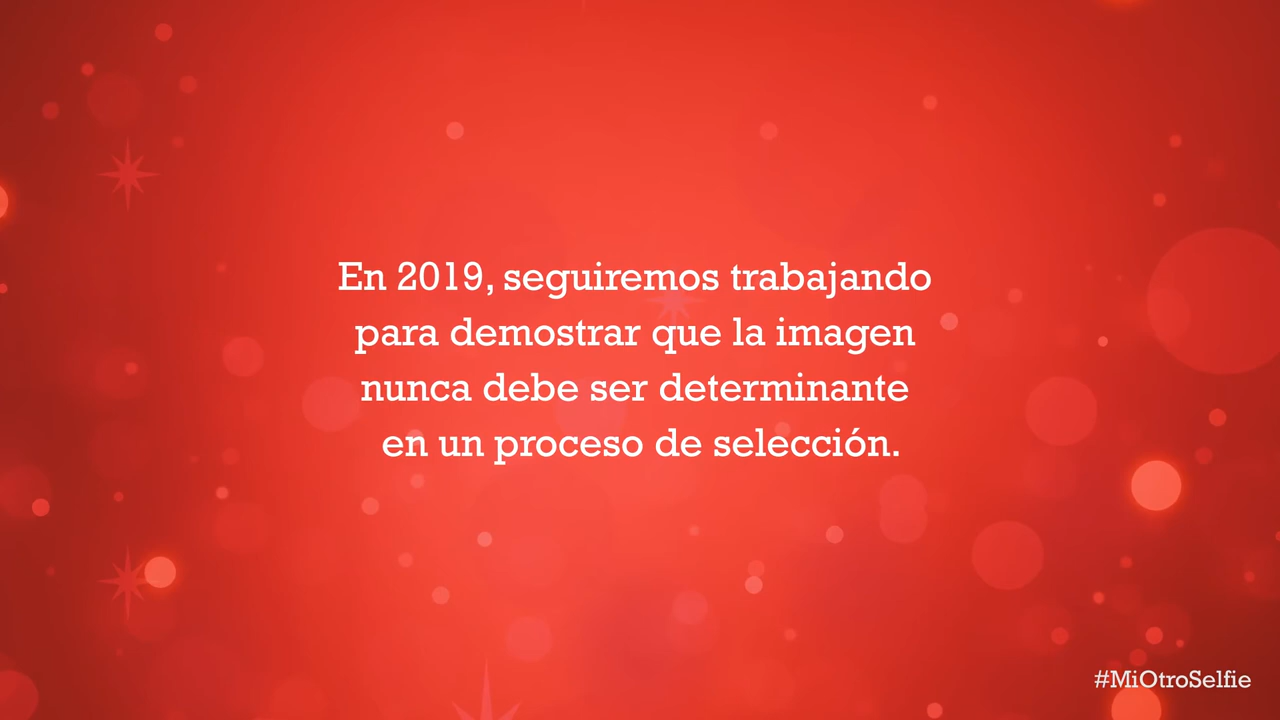 En 2019, seguiremos trabajando
para demostrar que la imagen
nunca debe ser determinante
en un proceso de selección.
#MiOtroSelfie